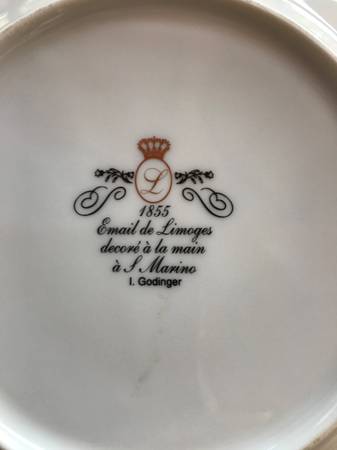 L
1855
Email de Limoges
decoré à la main
à S. Marino
I. Godinger